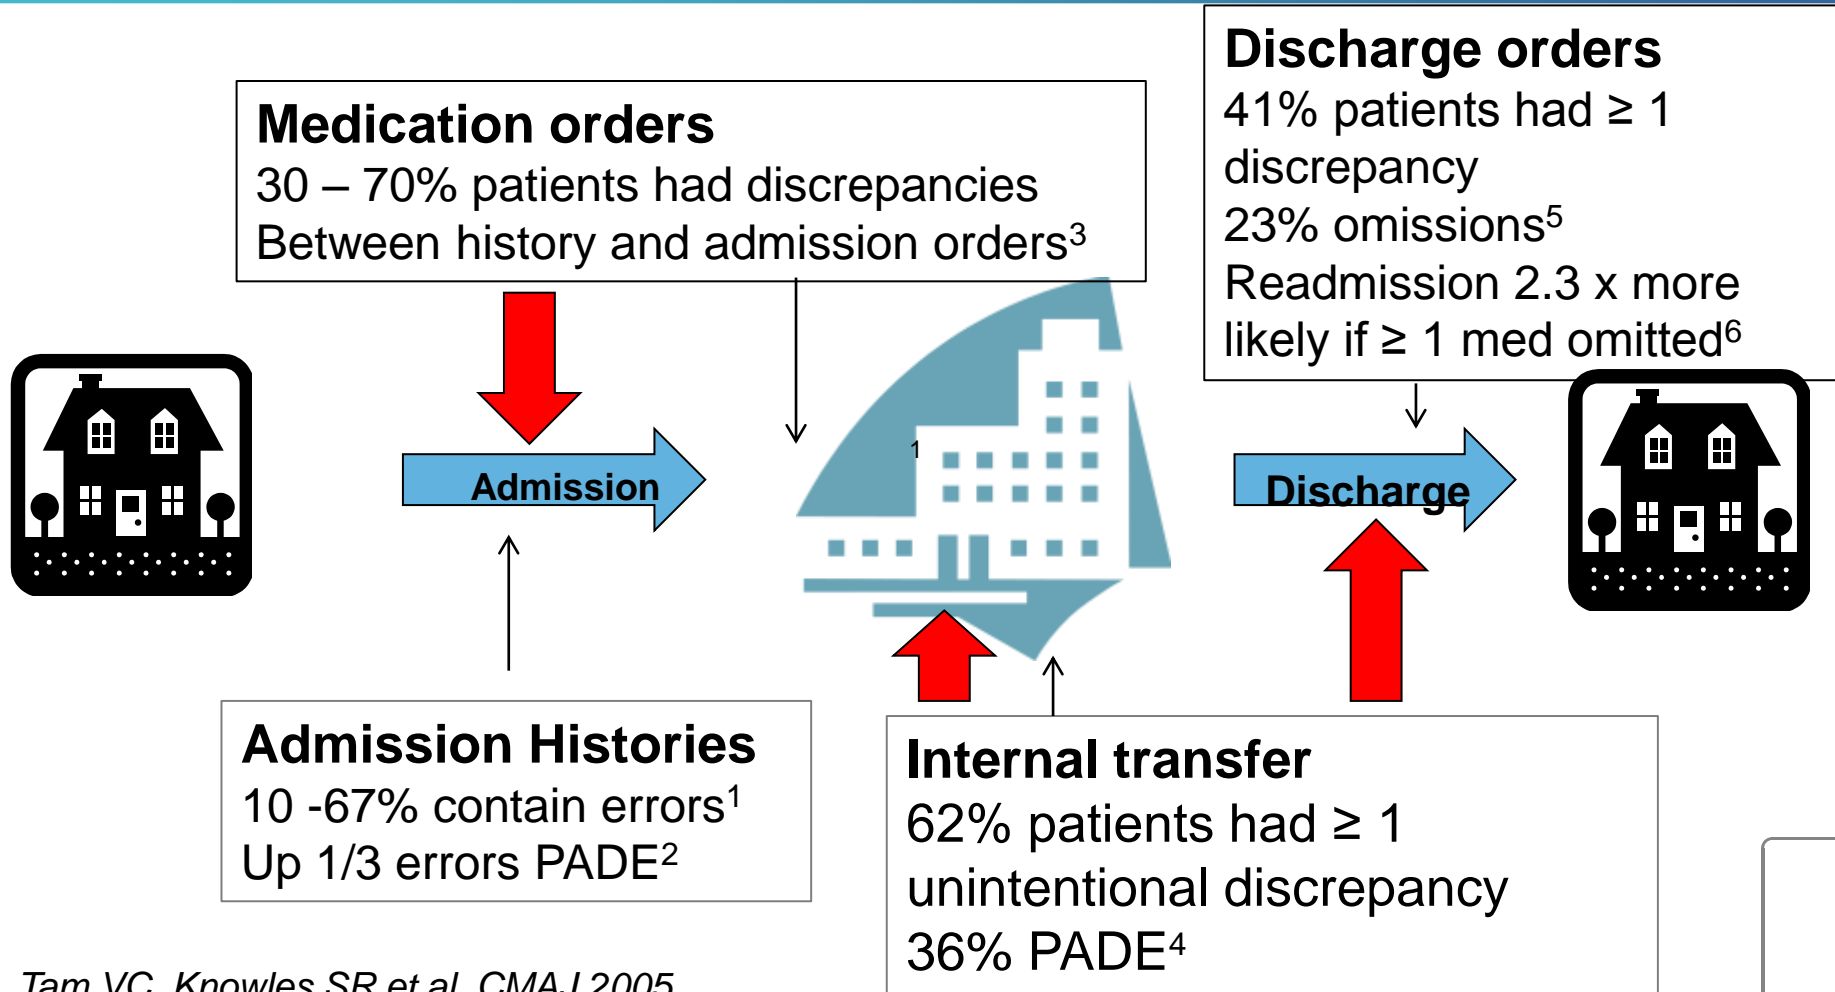 Medication orders
30 – 70% patients had discrepancies
Between history and admission orders³
Discharge orders
41% patients had ≥ 1
discrepancy
23% omissions⁵
Readmission 2.3 x more
likely if ≥ 1 med omitted⁶
1
Admission
Discharge
Admission Histories
10 -67% contain errors¹
Up 1/3 errors PADE²
Internal transfer
62% patients had ≥ 1
unintentional discrepancy
36% PADE⁴
Tam VC, Knowles SR et al. CMAJ 2005